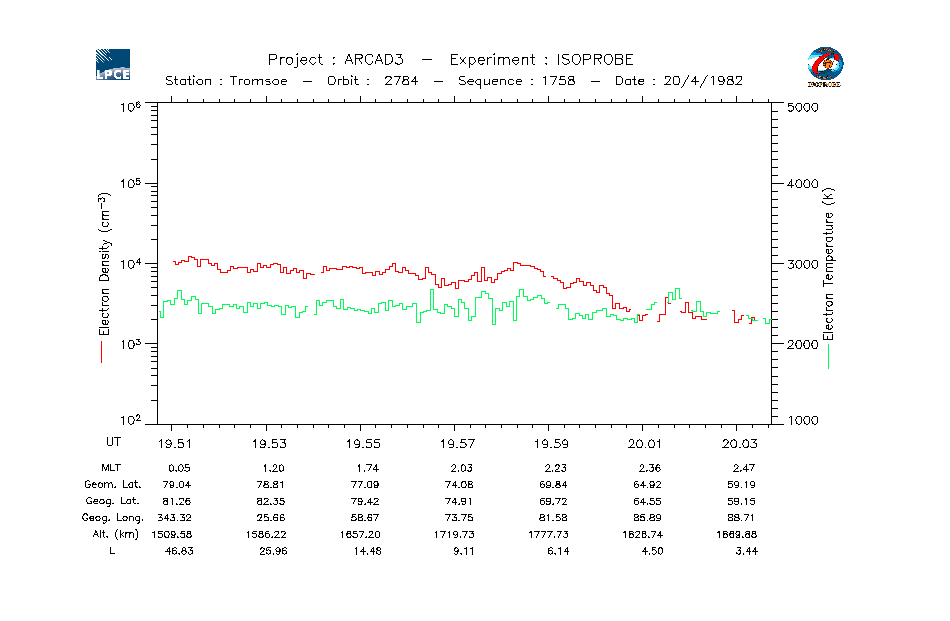 LPCE
Project : ARCAD3 — Experiment : ISOPROBE
Station : Tromsoe — Orbit : 2784 — Sequence : 1758 — Date : 20/4/1982
ISOPROBE
10^6
10^5
10^4
10^3
10^2
Electron Density (cm^-3)
5000
4000
3000
2000
1000
Electron Temperature (K)
UT 19.51 19.53 19.55 19.57 19.59 20.01 20.03
MLT 0.05 1.20 1.74 2.03 2.23 2.36 2.47
Geom. Lat. 79.04 78.81 77.09 74.08 69.84 64.92 59.19
Geog. Lat. 81.26 82.35 79.42 74.91 69.72 64.55 59.15
Geog. Long. 343.32 25.66 58.67 73.75 81.58 85.89 88.71
Alt. (km) 1509.58 1586.22 1657.20 1719.73 1777.73 1828.74 1869.88
L 46.83 25.96 14.48 9.11 6.14 4.50 3.44